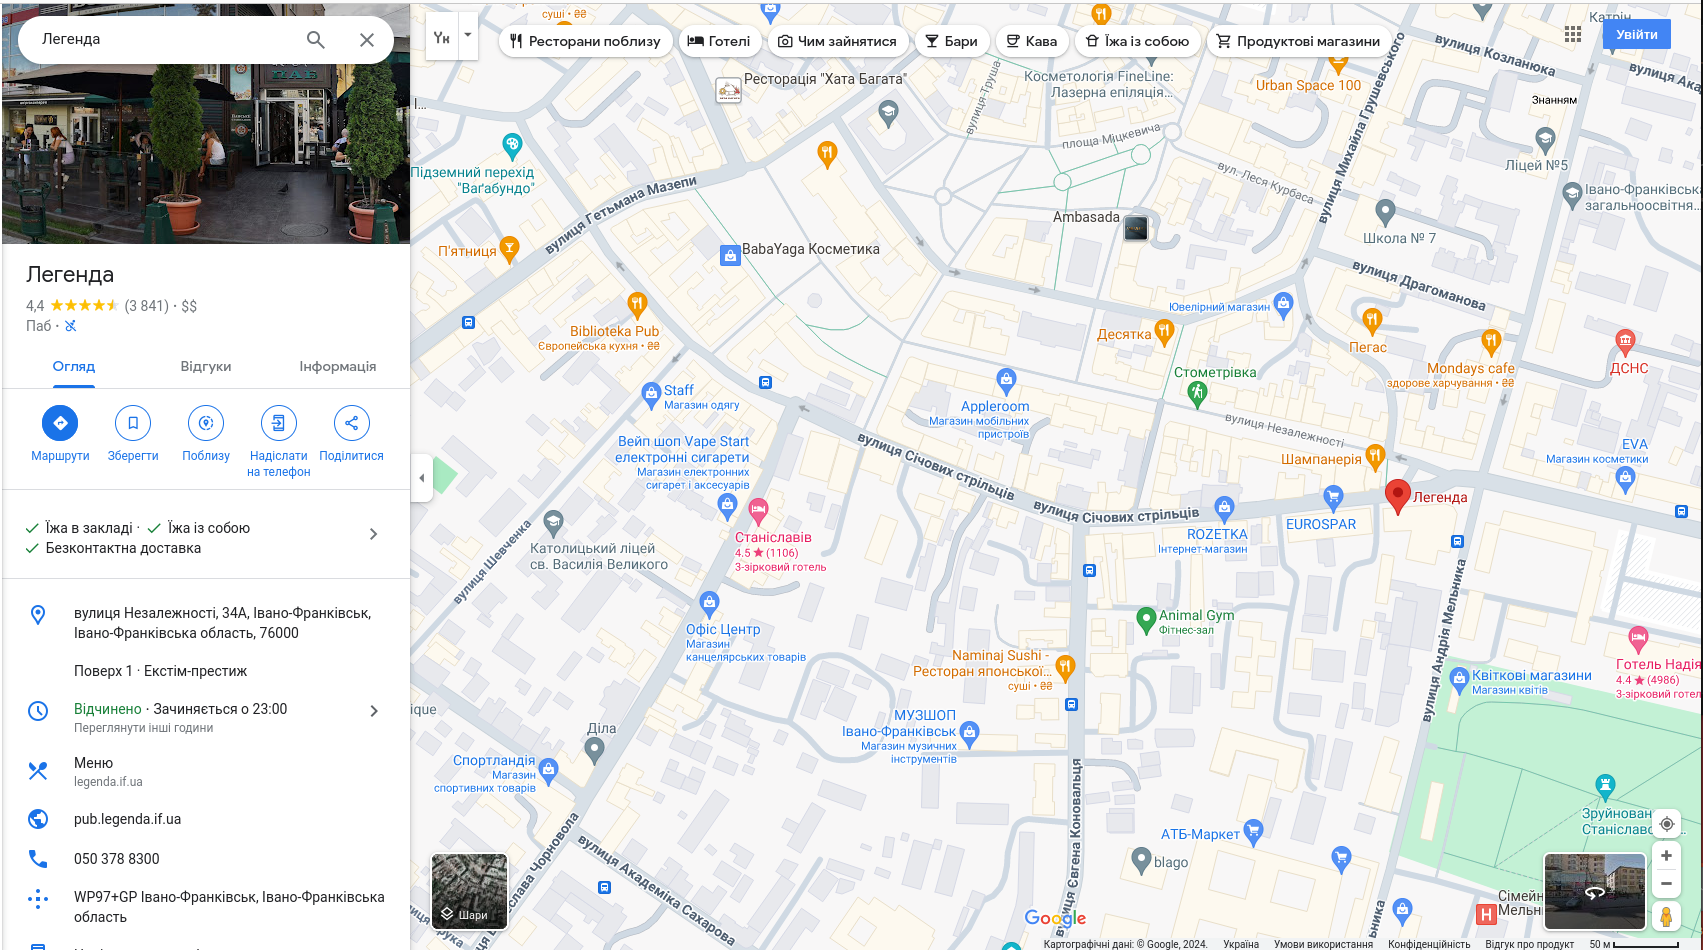 Легенда
Легенда
4,4 (3 841) · $$
Паб ·
Огляд
Відгуки
Інформація
Маршрути
Зберегти
Поблизу
Надіслати
на телефон
Поділитися
Їжа в закладі · Їжа із собою
Безконтактна доставка
вулиця Незалежності, 34А, Івано-Франківськ,
Івано-Франківська область, 76000
Поверх 1 · Екстім-престиж
Відчинено · Зачиняється о 23:00
Переглянути інші години
Меню
legenda.if.ua
pub.legenda.if.ua
050 378 8300
WP97+GP Івано-Франківськ, Івано-Франківська
область
Ресторани поблизу
Готелі
Чим зайнятися
Бари
Кава
Їжа із собою
Продуктові магазини
Увійти
суші · ₴₴
Ресторація "Хата Багата"
Косметологія FineLine:
Лазерна епіляція...
Urban Space 100
вулиця Козланюка
Знанням
вулиця-Труша
площа Міцкевича
вулиця Михайла Грушевського
Ліцей №5
Підземний перехід
"Ваґабундо"
вул.-Леся Курбаса
Івано-Франківська
загальноосвітня...
вулиця Гетьмана Мазепи
Ambasada
Школа № 7
П'ятниця
BabaYaga Косметика
вулиця Драгоманова
Biblioteka Pub
Європейська кухня · ₴₴
Ювелірний магазин
Десятка
Пегас
Mondays cafe
здорове харчування · ₴₴
ДСНС
Стометрівка
Staff
Магазин одягу
Appleroom
Магазин мобільних
пристроїв
вулиця Незалежності
Вейп шоп Vape Start
електронні сигарети
Магазин електронних
сигарет і аксесуарів
вулиця Січових стрільців
Шампанерія
EVA
Магазин косметики
Легенда
вулиця Січових стрільців
EUROSPAR
ROZETKA
Інтернет-магазин
Станіславів
4.5 ★ (1106)
3-зірковий готель
вулиця Шевченка
Католицький ліцей
св. Василія Великого
Офіс Центр
Магазин
канцелярських товарів
Animal Gym
Фітнес-зал
вулиця Андрія Мельника
Naminaj Sushi -
Ресторан японської...
суші · ₴₴
Готель Надія
4.4 ★ (4986)
3-зірковий готель
Квіткові магазини
Магазин квітів
МУЗШОП
Івано-Франківськ
Магазин музичних
інструментів
Діла
Спортландія
Магазин
спортивних товарів
вулиця Євгена Коновальця
АТБ-Маркет
blago
вулиця Академіка Сахарова
Шари
Google
Картографічні дані: © Google, 2024.
Україна
Умови використання
Конфіденційність
Відгук про продукт
50 м